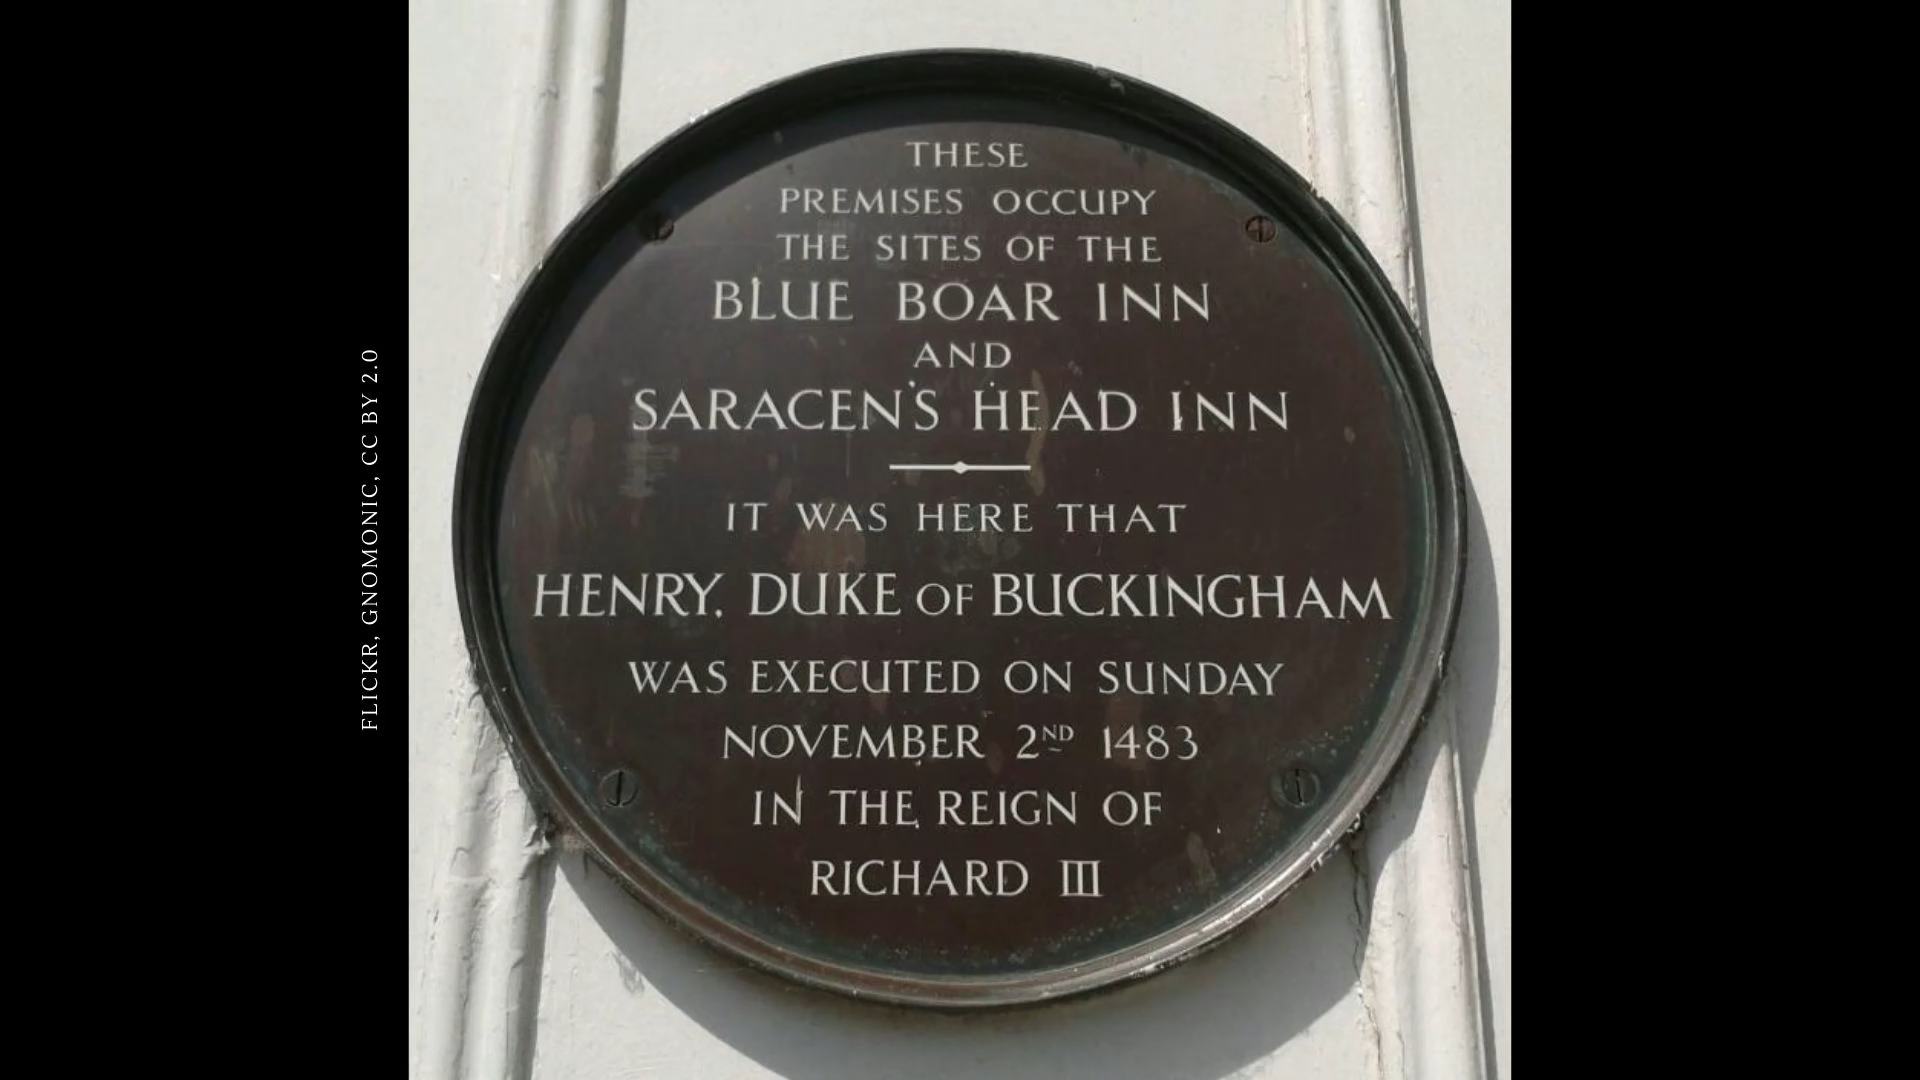 THESE
PREMISES OCCUPY
THE SITES OF THE
BLUE BOAR INN
AND
SARACEN'S HEAD INN
IT WAS HERE THAT
HENRY, DUKE OF BUCKINGHAM
WAS EXECUTED ON SUNDAY
NOVEMBER 2ND 1483
IN THE REIGN OF
RICHARD III
FLICKR, GNOMONIC, CC BY 2.0